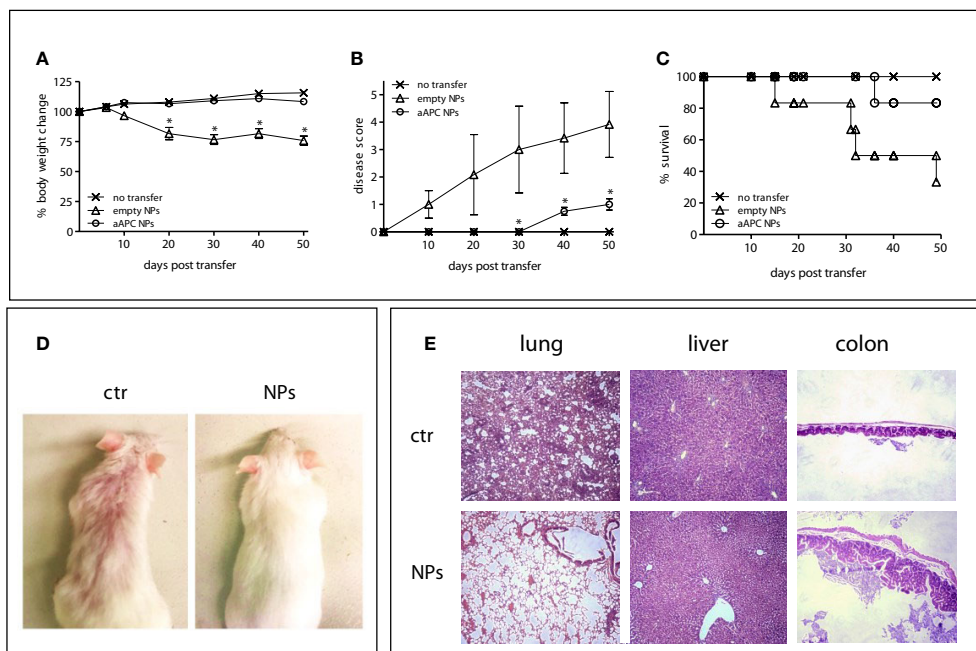 A
% body weight change
125
100
75
50
25
0
10 20 30 40 50
days post transfer
no transfer
empty NPs
aAPC NPs
* * * *
B
disease score
5
4
3
2
1
0
10 20 30 40 50
days post transfer
no transfer
empty NPs
aAPC NPs
* * *
C
% survival
100
80
60
40
20
0
0 10 20 30 40 50
days post transfer
no transfer
empty NPs
aAPC NPs
D
ctr NPs
E
lung liver colon
ctr
NPs